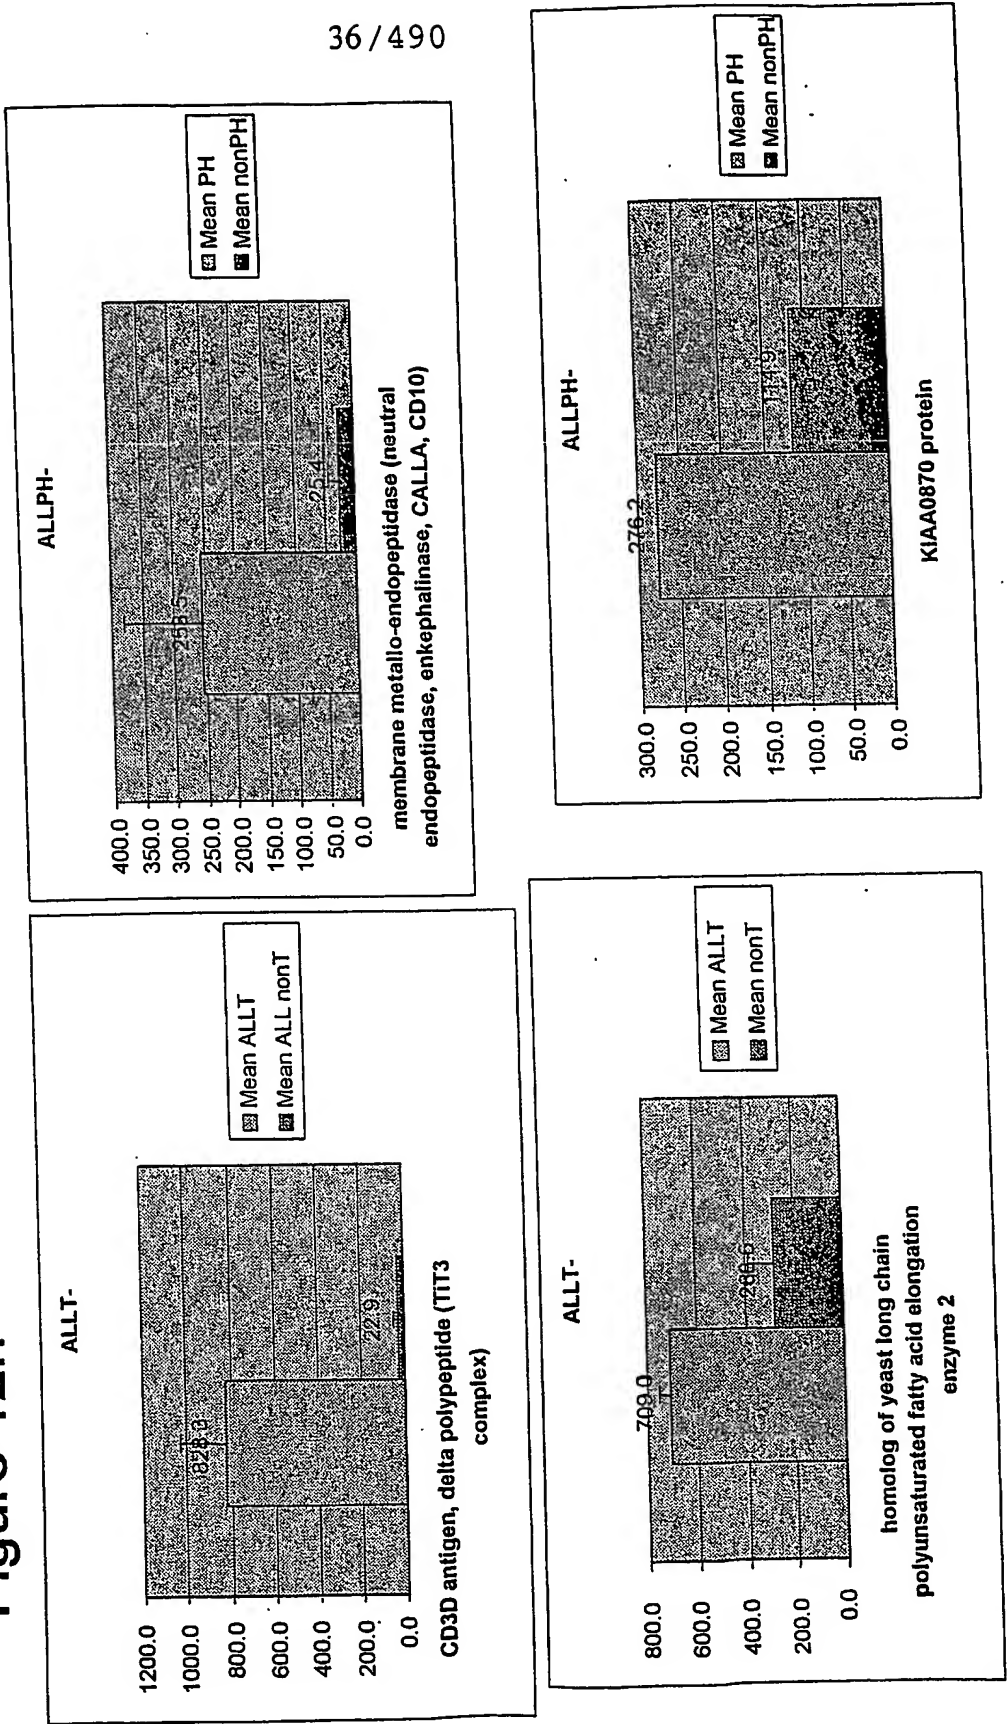 36/490
Figure
ALLT-
1200.0
1000.0
800.0
600.0
400.0
200.0
0.0
22.9
Mean ALLT
Mean ALL nonT
CD3D antigen, delta polypeptide (TiT3
complex)
ALLPH-
400.0
350.0
300.0
250.0
200.0
150.0
100.0
50.0
0.0
25.4
Mean PH
Mean nonPH
membrane metallo-endopeptidase (neutral
endopeptidase, enkephalinase, CALLA, CD10)
ALLT-
800.0
600.0
400.0
200.0
0.0
709.0
Mean ALLT
Mean nonT
homolog of yeast long chain
polyunsaturated fatty acid elongation
enzyme 2
ALLPH-
300.0
250.0
200.0
150.0
100.0
50.0
0.0
276.2
114.9
Mean PH
Mean nonPH
KIAA0870 protein